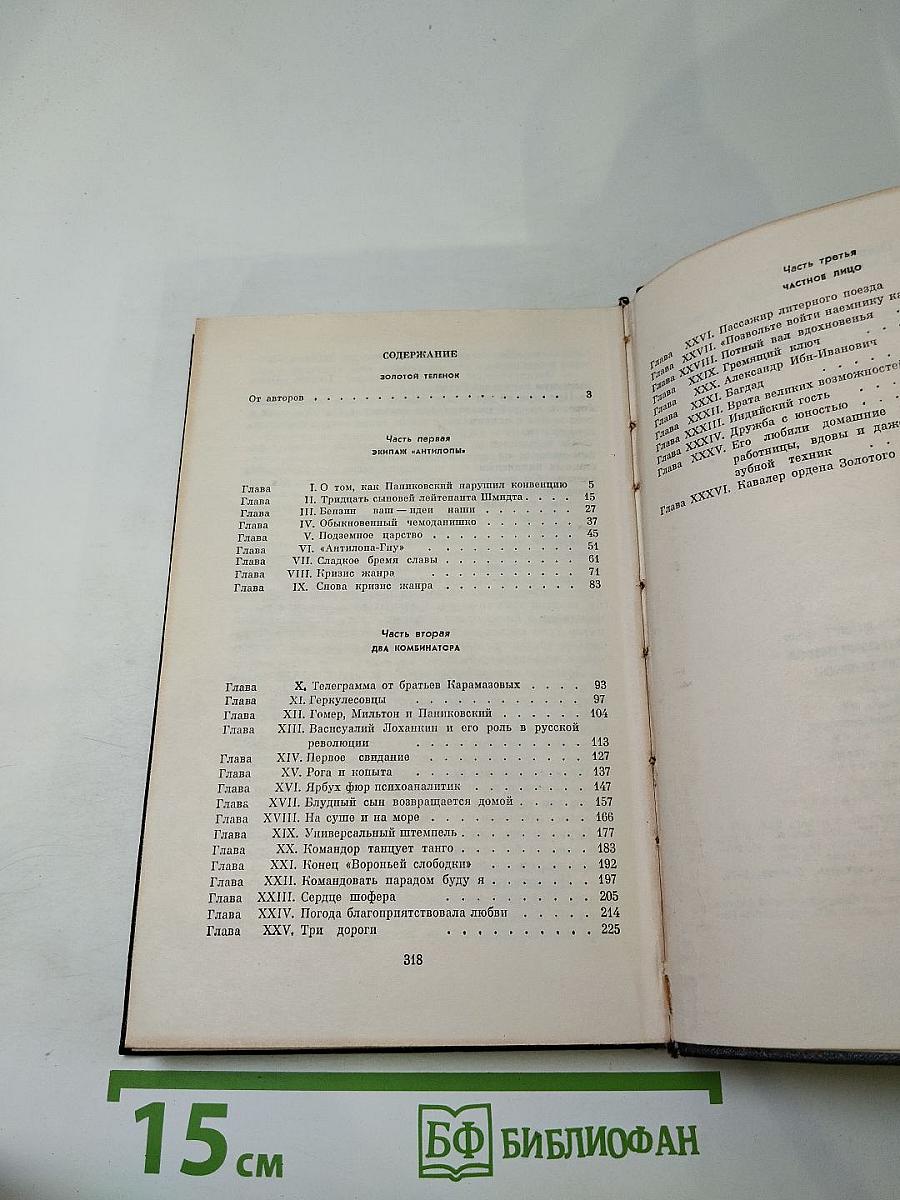 СОДЕРЖАНИЕ
ЗОЛОТОЙ ТЕЛЕНОК
От авторов . . . . . . . . . . . . . . . . . . . . 3
Часть первая
ЭКИПАЖ «АНТИЛОПЫ»
Глава I. О том, как Паниковский нарушил конвенцию 5
Глава II. Тридцать сыновей лейтенанта Шмидта . . . . 15
Глава III. Бензин ваш — идеи наши . . . . . . . . 27
Глава IV. Обыкновенный чемоданишко . . . . . . . 37
Глава V. Подземное царство . . . . . . . . . . . 45
Глава VI. «Антилопа-Гну» . . . . . . . . . . . 51
Глава VII. Сладкое бремя славы . . . . . . . . . . 61
Глава VIII. Кризис жанра . . . . . . . . . . . 71
Глава IX. Снова кризис жанра . . . . . . . . . . 83
Часть вторая
ДВА КОМБИНАТОРА
Глава X. Телеграмма от братьев Карамазовых . . . . 93
Глава XI. Геркулесовцы . . . . . . . . . . . . 97
Глава XII. Гомер, Мильтон и Паниковский . . . . . . 104
Глава XIII. Васисуалий Лоханкин и его роль в русской
революции . . . . . . . . . . . . 113
Глава XIV. Первое свидание . . . . . . . . . . . 127
Глава XV. Рога и копыта . . . . . . . . . . . 137
Глава XVI. Ярбух фюр психоаналитик . . . . . . . . 147
Глава XVII. Блудный сын возвращается домой . . . . . 157
Глава XVIII. На суше и на море . . . . . . . . . . 166
Глава XIX. Универсальный штемпель . . . . . . . . . 177
Глава XX. Командор танцует танго . . . . . . . . . 183
Глава XXI. Конец «Вороньей слободки» . . . . . . . 192
Глава XXII. Командовать парадом буду я . . . . . . . 197
Глава XXIII. Сердце шофера . . . . . . . . . . 205
Глава XXIV. Погода благоприятствовала любви . . . . . 214
Глава XXV. Три дороги . . . . . . . . . . 225
318
Часть третья
ЧАСТНОЕ ЛИЦО
Глава XXVI. Пассажир литерного поезда
Глава XXVII. «Позвольте войти наемнику ка
Глава XXVIII. Потный вал вдохновенья
Глава XXIX. Гремящий ключ . . .
Глава XXX. Александр Ибн-Иванович
Глава XXXI. Багдад . . . . . .
Глава XXXII. Врата великих возможностей
Глава XXXIII. Индийский гость . . .
Глава XXXIV. Дружба с юностью . . .
Глава XXXV. Его любили домашние
работницы, вдовы и даже
зубной техник . .
Глава XXXVI. Кавалер ордена Золотого
15 см
БФ БИБЛИОФАН